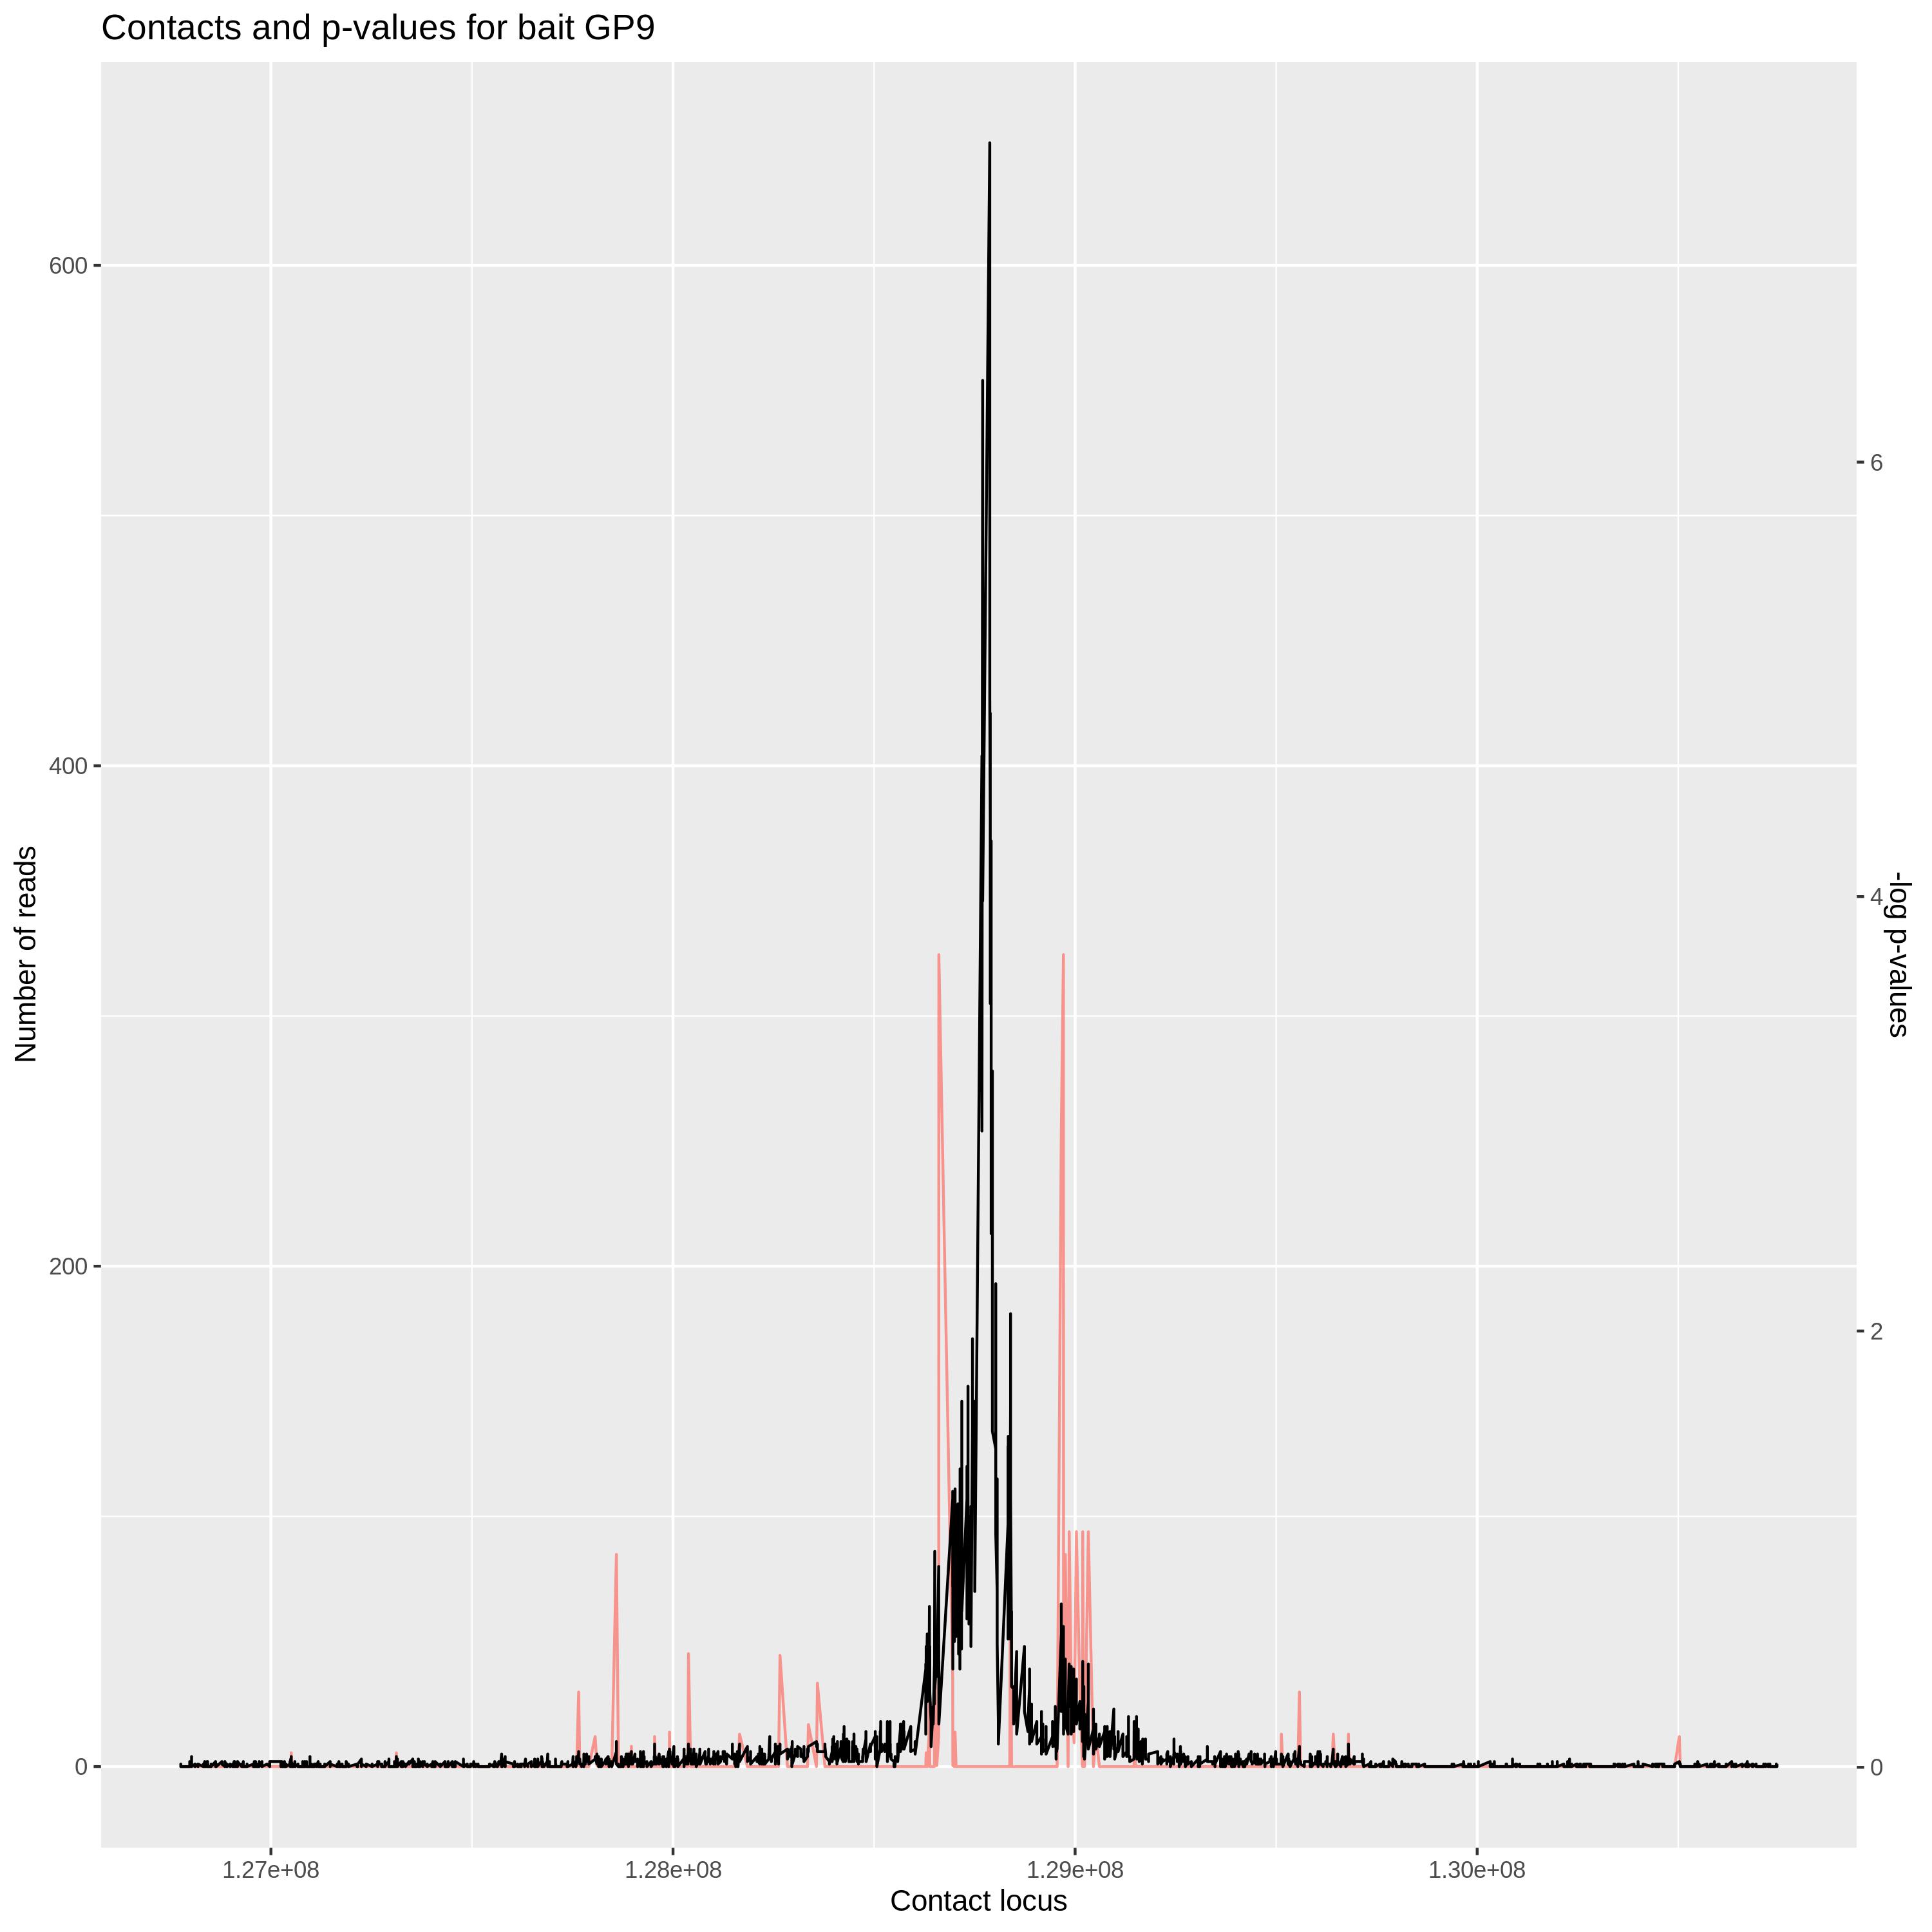 Contacts and p-values for bait GP9
600
400
200
0
Number of reads
6
4
2
0
-log p-values
1.27e+08
1.28e+08
1.29e+08
1.30e+08
Contact locus